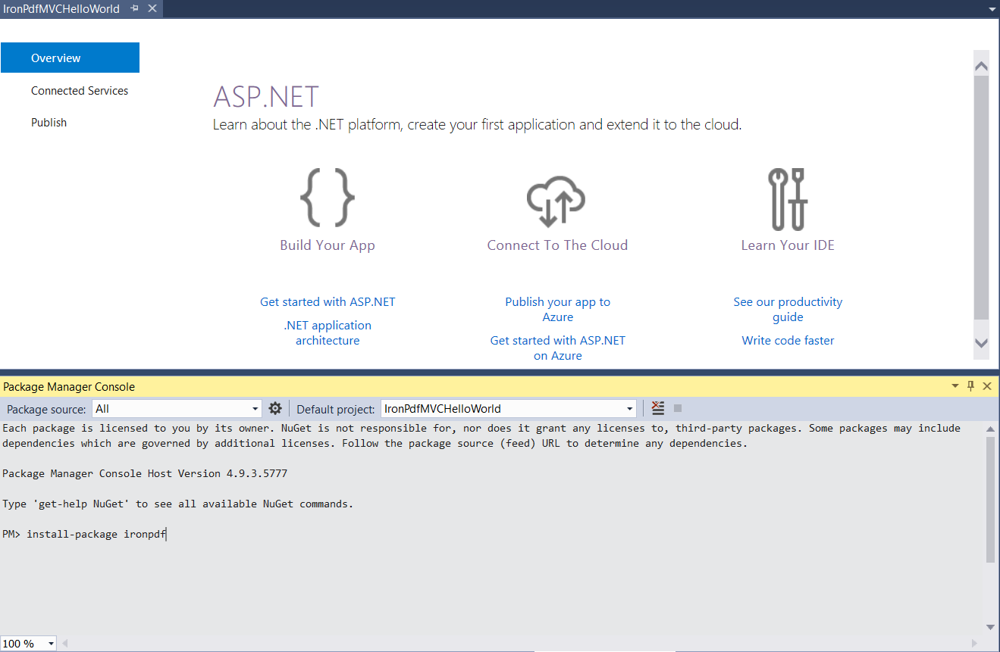 IronPdfMVCHelloWorld
Overview
Connected Services
Publish
ASP.NET
Learn about the .NET platform, create your first application and extend it to the cloud.
Build Your App
Connect To The Cloud
Learn Your IDE
Get started with ASP.NET
.NET application
architecture
Publish your app to
Azure
Get started with ASP.NET
on Azure
See our productivity
guide
Write code faster
Package Manager Console
Package source: All
Default project: IronPdfMVCHelloWorld
Each package is licensed to you by its owner. NuGet is not responsible for, nor does it grant any licenses to, third-party packages. Some packages may include
dependencies which are governed by additional licenses. Follow the package source (feed) URL to determine any dependencies.
Package Manager Console Host Version 4.9.3.5777
Type 'get-help NuGet' to see all available NuGet commands.
PM> install-package ironpdf
100 %